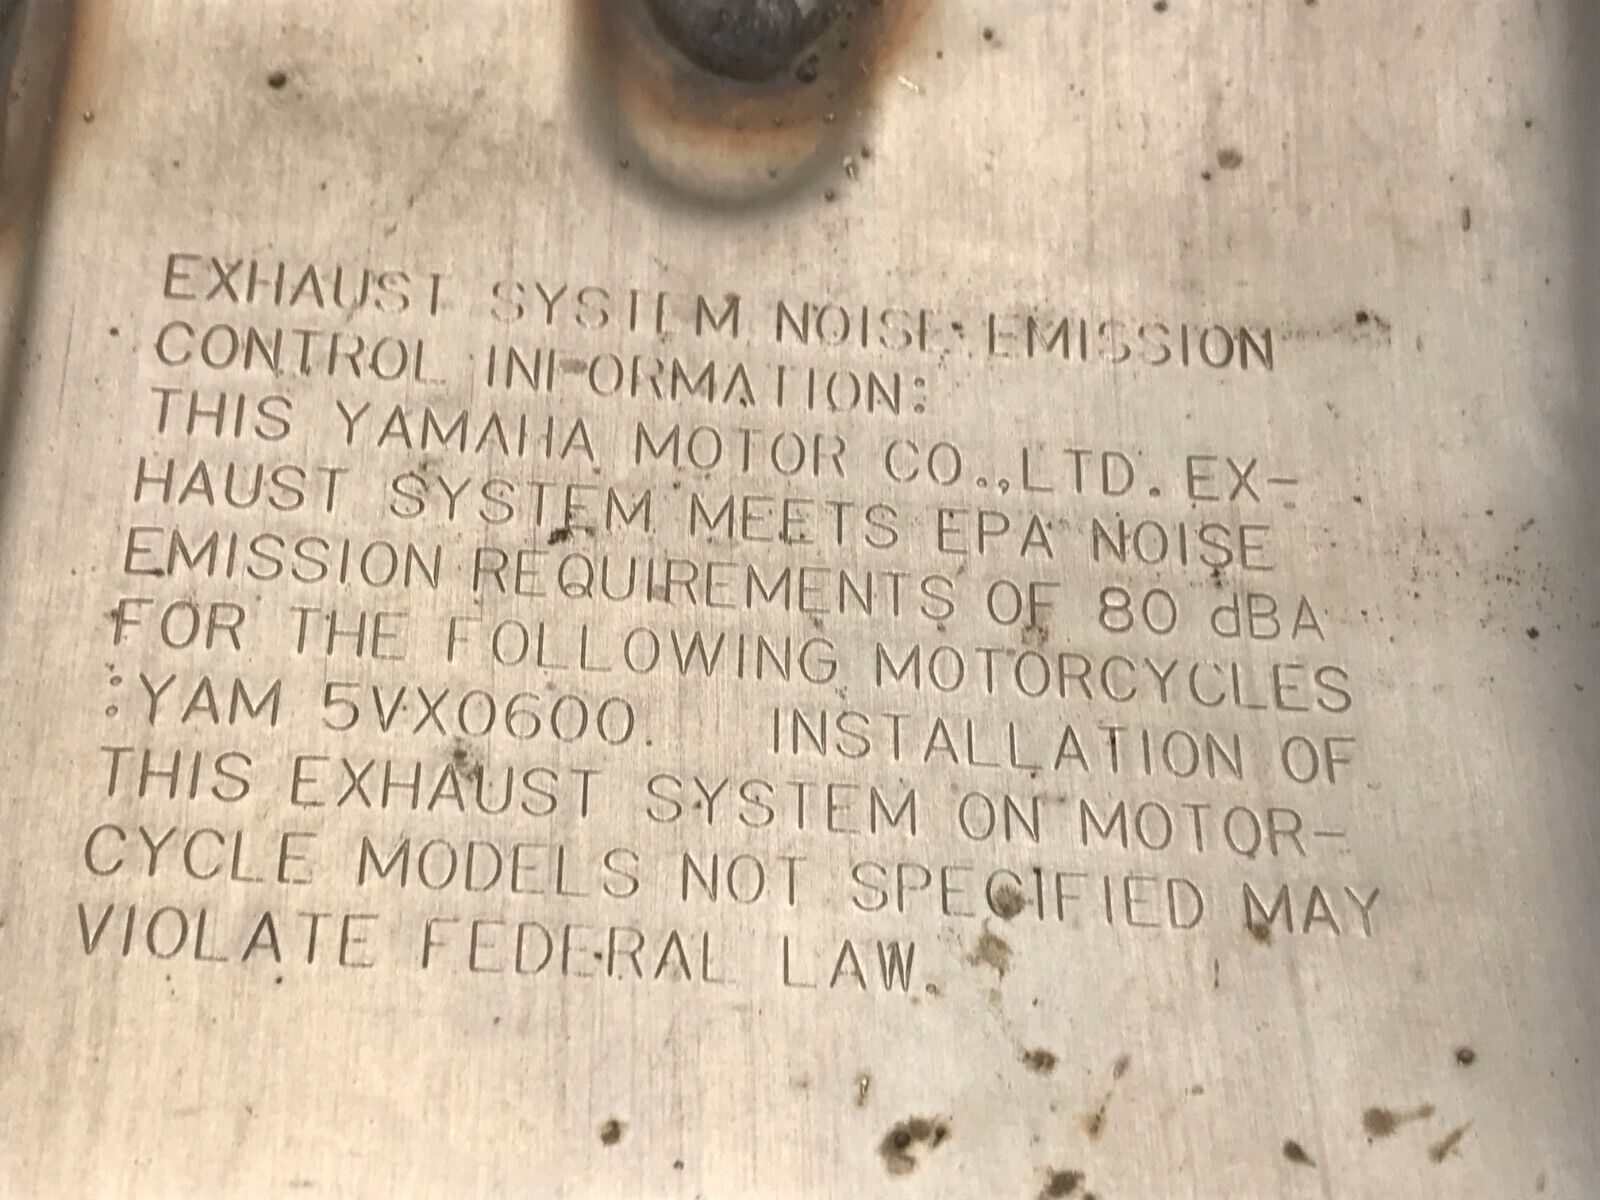 EXHAUST SYSTEM NOISE EMISSION
CONTROL INFORMATION:
THIS YAMAHA MOTOR CO.,LTD. EX-
HAUST SYSTEM MEETS EPA NOISE
EMISSION REQUIREMENTS OF 80 dBA
FOR THE FOLLOWING MOTORCYCLES
:YAM 5VX0600. INSTALLATION OF
THIS EXHAUST SYSTEM ON MOTOR-
CYCLE MODELS NOT SPECIFIED MAY
VIOLATE FEDERAL LAW.